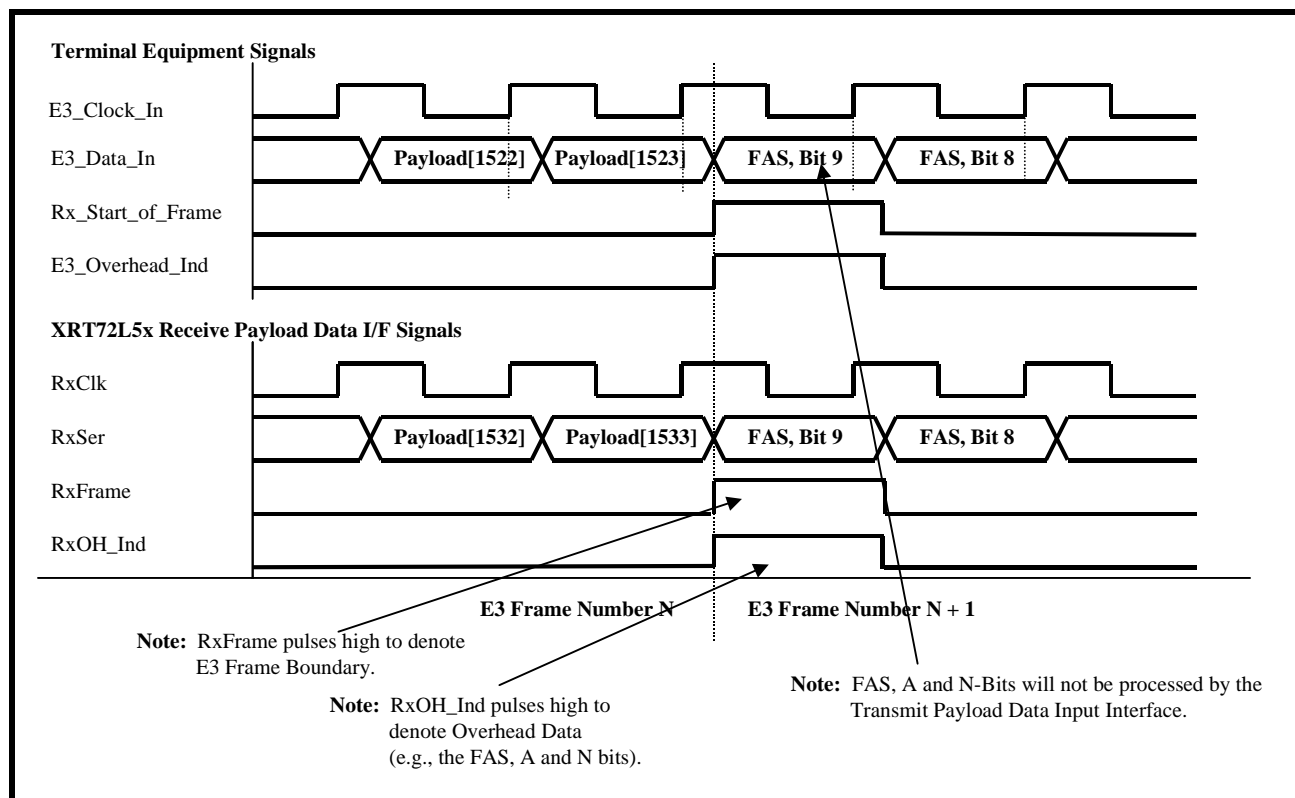 Terminal Equipment Signals
E3_Clock_In
E3_Data_In
Payload[1522] Payload[1523] FAS, Bit 9 FAS, Bit 8
Rx_Start_of_Frame
E3_Overhead_Ind
XRT72L5x Receive Payload Data I/F Signals
RxClk
RxSer
Payload[1532] Payload[1533] FAS, Bit 9 FAS, Bit 8
RxFrame
RxOH_Ind
E3 Frame Number N E3 Frame Number N + 1
Note: RxFrame pulses high to denote
E3 Frame Boundary.
Note: RxOH_Ind pulses high to
denote Overhead Data
(e.g., the FAS, A and N bits).
Note: FAS, A and N-Bits will not be processed by the
Transmit Payload Data Input Interface.